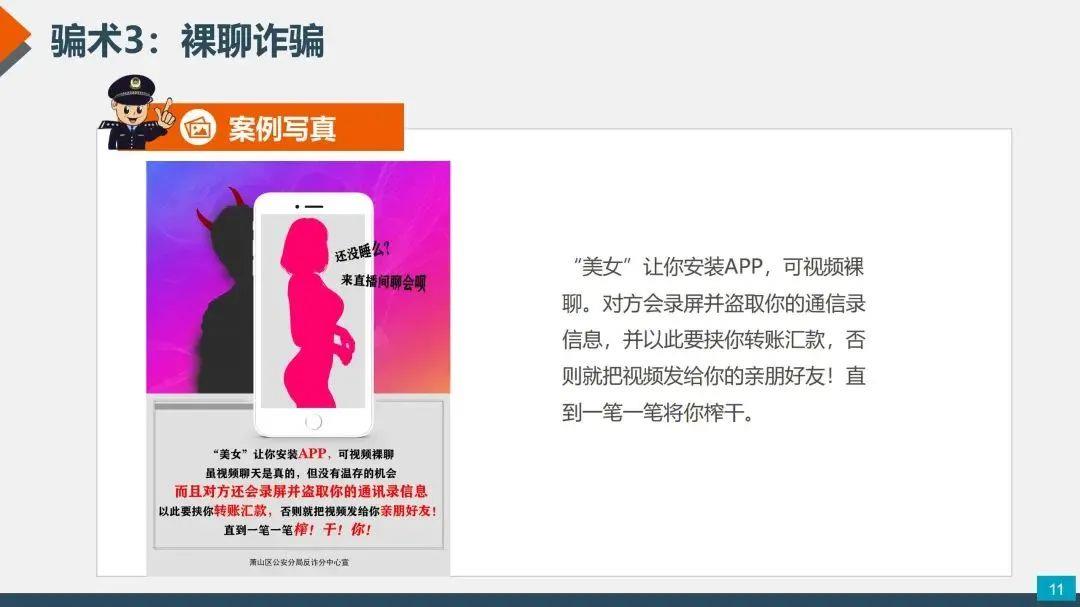 骗术3：裸聊诈骗
案例写真
还没睡么？
来直播间聊会呗
“美女”让你安装APP，可视频裸聊
虽视频聊天是真的，但没有温存的机会
而且对方还会录屏并盗取你的通讯录信息
以此要挟你转账汇款，否则就把视频发给你亲朋好友！
直到一笔一笔榨！干！你！
萧山区公安分局反诈分中心宣
“美女”让你安装APP，可视频裸
聊。对方会录屏并盗取你的通信录
信息，并以此要挟你转账汇款，否
则就把视频发给你的亲朋好友！直
到一笔一笔将你榨干。
11